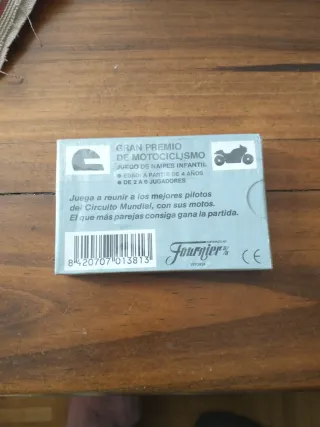 GRAN PREMIO
DE MOTOCICLISMO
JUEGO DE NAIPES INFANTIL
● EDAD: A PARTIR DE 4 AÑOS
● DE 2 A 6 JUGADORES
Juega a reunir a los mejores pilotos
del Circuito Mundial, con sus motos.
El que más parejas consiga gana la partida.
8 420707 013813
Fournier
CE